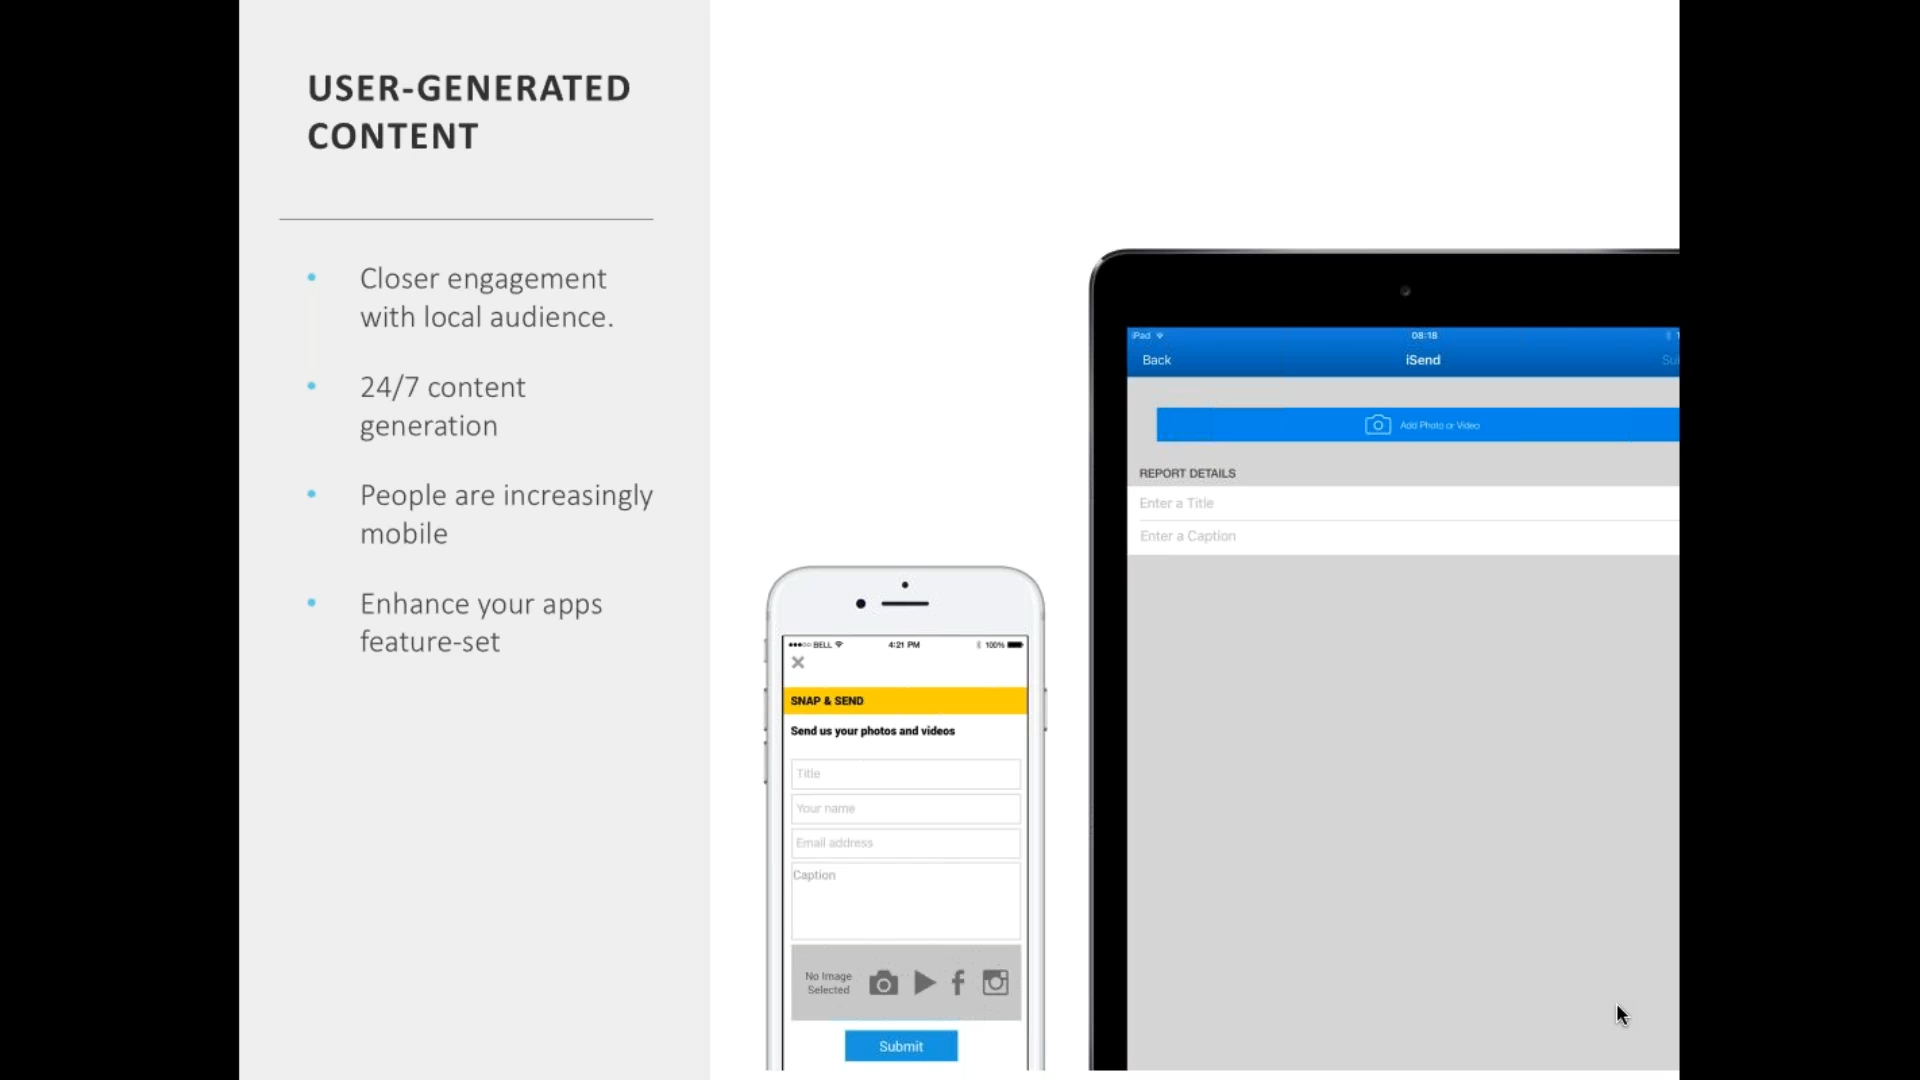 USER-GENERATED
CONTENT
• Closer engagement
with local audience.
• 24/7 content
generation
• People are increasingly
mobile
• Enhance your apps
feature-set
BELL 4:21 PM 100%
SNAP & SEND
Send us your photos and videos
Title
Your name
Email address
Caption
No Image
Selected
Submit
iPad 08:18
Back iSend
Add Photo or Video
REPORT DETAILS
Enter a Title
Enter a Caption